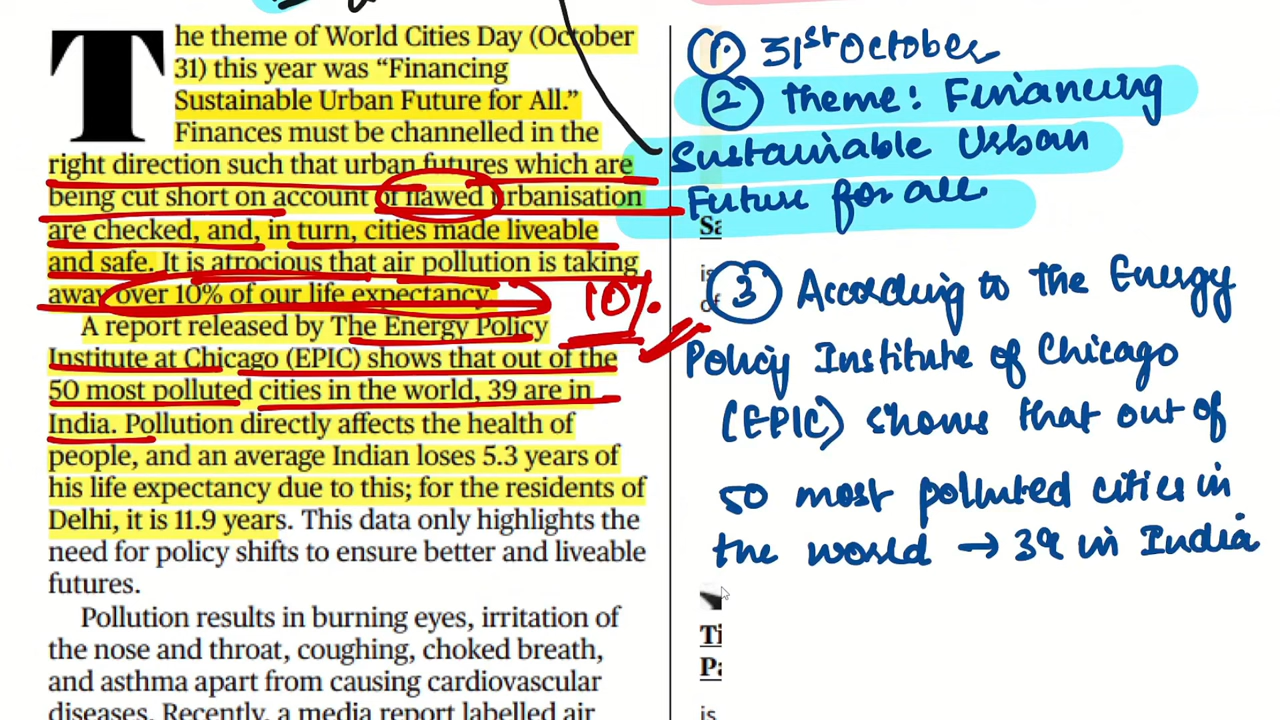 The theme of World Cities Day (October
31) this year was “Financing
Sustainable Urban Future for All.”
Finances must be channelled in the
right direction such that urban futures which are
being cut short on account of flawed urbanisation
are checked, and, in turn, cities made liveable
and safe. It is atrocious that air pollution is taking
away over 10% of our life expectancy.
A report released by The Energy Policy
Institute at Chicago (EPIC) shows that out of the
50 most polluted cities in the world, 39 are in
India. Pollution directly affects the health of
people, and an average Indian loses 5.3 years of
his life expectancy due to this; for the residents of
Delhi, it is 11.9 years. This data only highlights the
need for policy shifts to ensure better and liveable
futures.
Pollution results in burning eyes, irritation of
the nose and throat, coughing, choked breath,
and asthma apart from causing cardiovascular
diseases. Recently, a media report labelled air
10%
① 31st October
② Theme: Financing
Sustainable Urban
Future for all
③ According to the Energy
Policy Institute of Chicago
(EPIC) shows that out of
50 most polluted cities in
the world → 39 in India
Sa
is
of
Ti
Pa
is